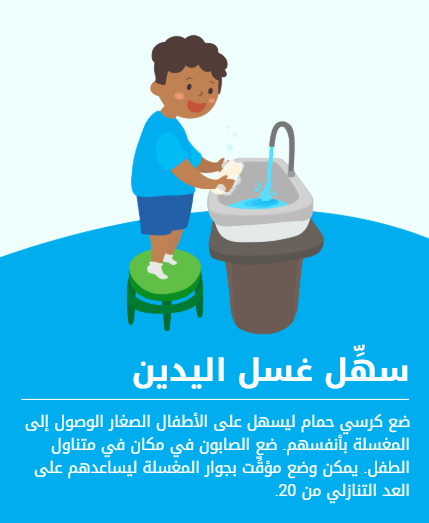 سهِّل غسل اليدين
ضع كرسي حمام ليسهل على الأطفال الصغار الوصول إلى
المغسلة بأنفسهم. ضع الصابون في مكان في متناول
الطفل. يمكن وضع مؤقِّت بجوار المغسلة ليساعدهم على
العد التنازلي من 20.